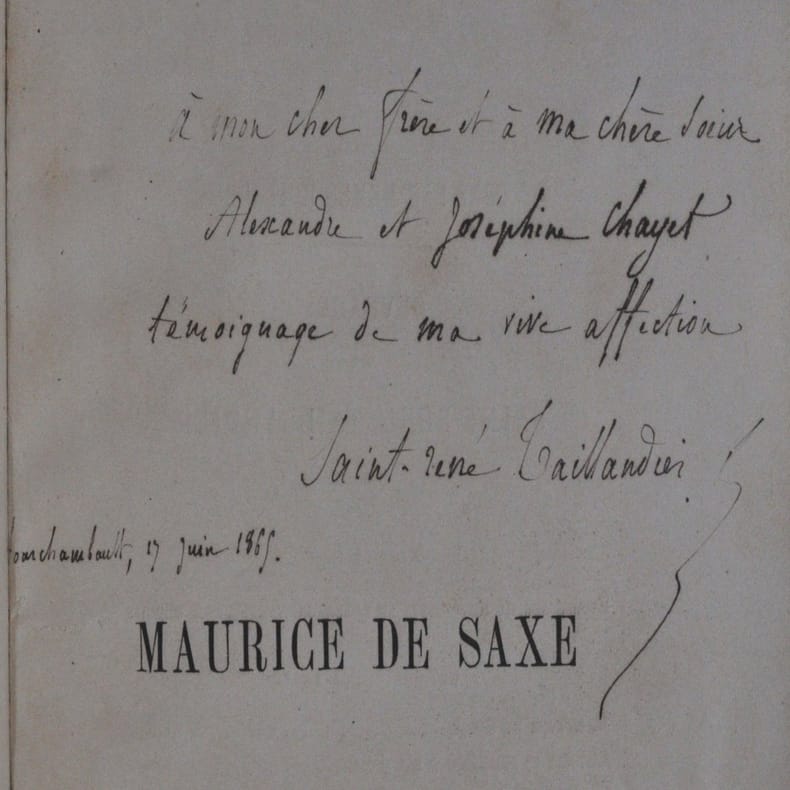 à mon cher frère et à ma chère soeur
Alexandre et Joséphine Chayet
témoignage de ma vive affection
Saint-René Taillandier
fourchambault, 17 juin 1865.
MAURICE DE SAXE